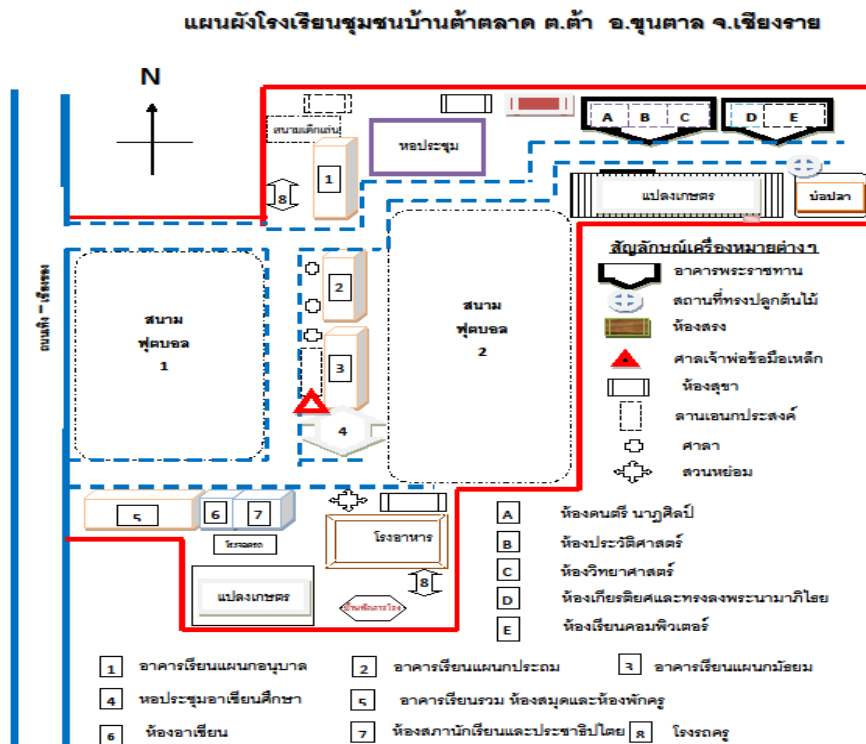 แผนผังโรงเรียนชุมชนบ้านต้าตลาด ต.ต้า อ.ขุนตาล จ.เชียงราย
N
สนามเด็กเล่น
หอประชุม
A B C D E
1
8
แปลงเกษตร
บ่อปลา
สัญลักษณ์เครื่องหมายต่างๆ
อาคารพระราชทาน
สถานที่ทรงปลูกต้นไม้
ห้องสรง
ศาลเจ้าพ่อข้อมือเหล็ก
ห้องสุขา
ลานเอนกประสงค์
ศาลา
สวนหย่อม
สนาม
ฟุตบอล
1
2
3
4
สนาม
ฟุตบอล
2
5
6
7
โรงจอดรถ
โรงอาหาร
แปลงเกษตร
8
บ้านพักภารโรง
A ห้องดนตรี นาฏศิลป์
B ห้องประวัติศาสตร์
C ห้องวิทยาศาสตร์
D ห้องเกียรติยศและทรงลงพระนามาภิไธย
E ห้องเรียนคอมพิวเตอร์
1 อาคารเรียนแผนกอนุบาล
2 อาคารเรียนแผนกประถม
3 อาคารเรียนแผนกมัธยม
4 หอประชุมอาเซียนศึกษา
5 อาคารเรียนรวม ห้องสมุดและห้องพักครู
6 ห้องอาเซียน
7 ห้องสภานักเรียนและประชาธิปไตย
8 โรงรถครู